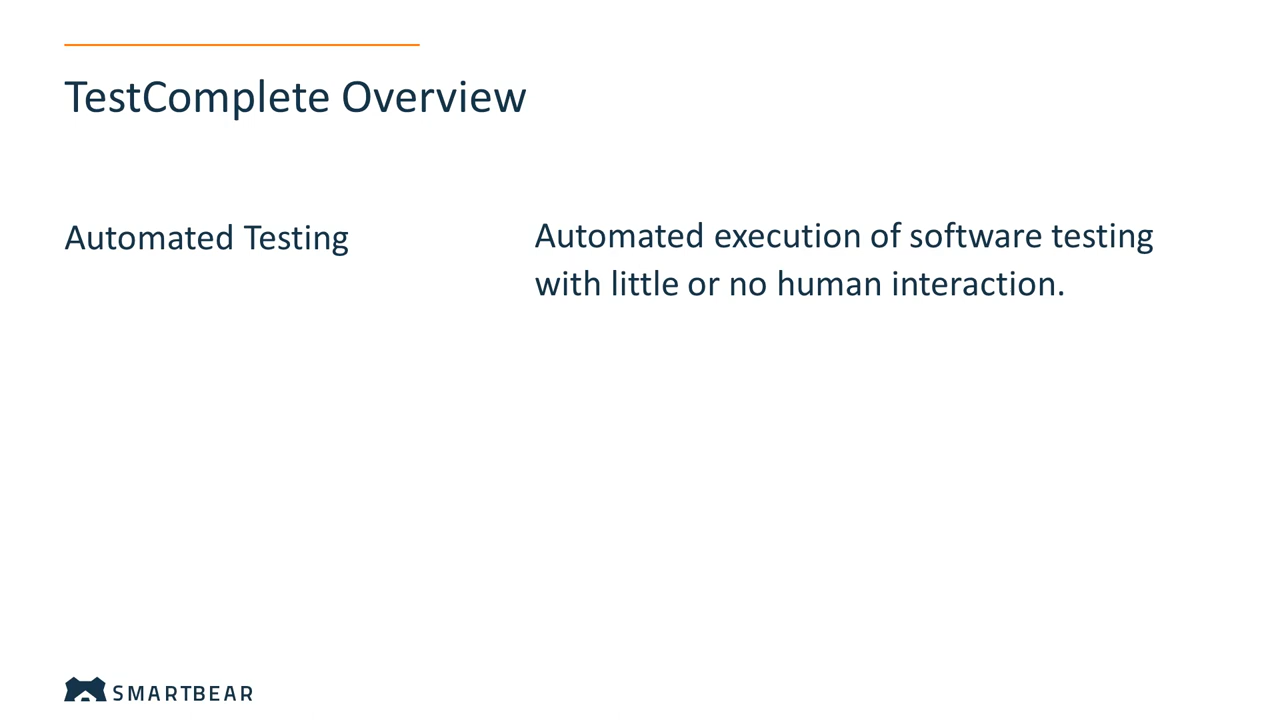 TestComplete Overview
Automated Testing
Automated execution of software testing
with little or no human interaction.
SMARTBEAR